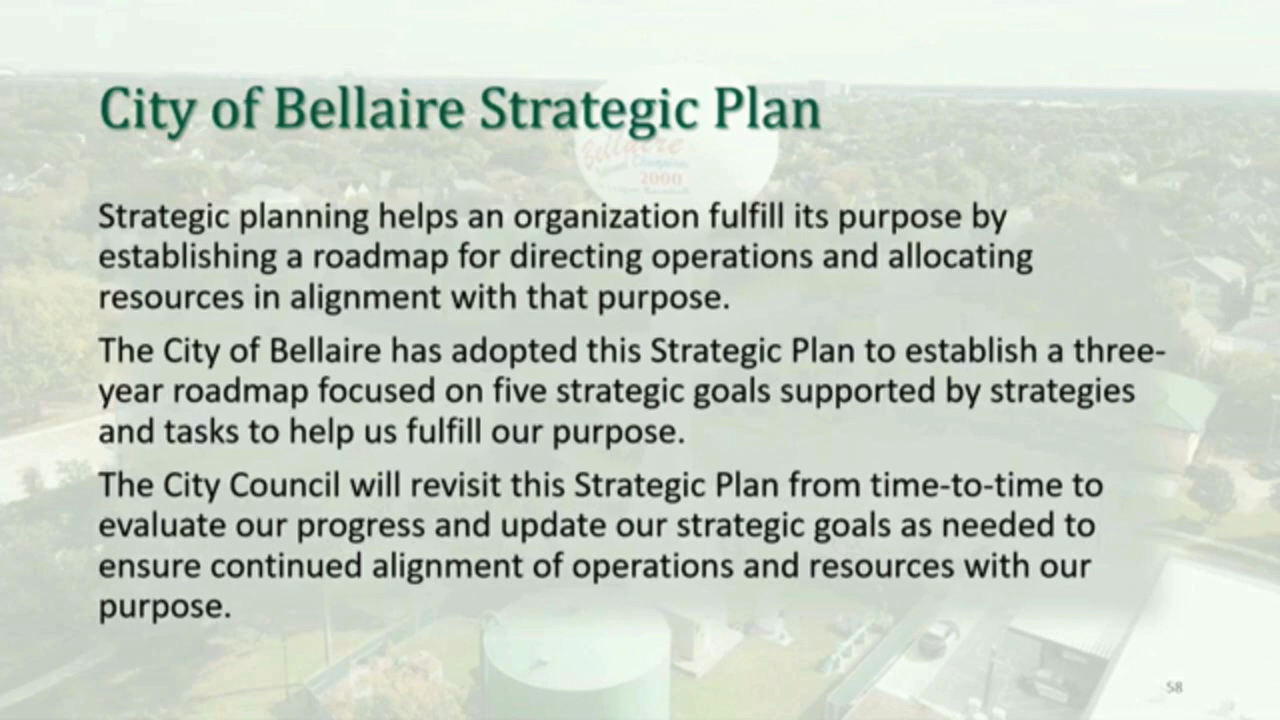 City of Bellaire Strategic Plan
Bellaire
2000
Strategic planning helps an organization fulfill its purpose by
establishing a roadmap for directing operations and allocating
resources in alignment with that purpose.
The City of Bellaire has adopted this Strategic Plan to establish a three-
year roadmap focused on five strategic goals supported by strategies
and tasks to help us fulfill our purpose.
The City Council will revisit this Strategic Plan from time-to-time to
evaluate our progress and update our strategic goals as needed to
ensure continued alignment of operations and resources with our
purpose.
58